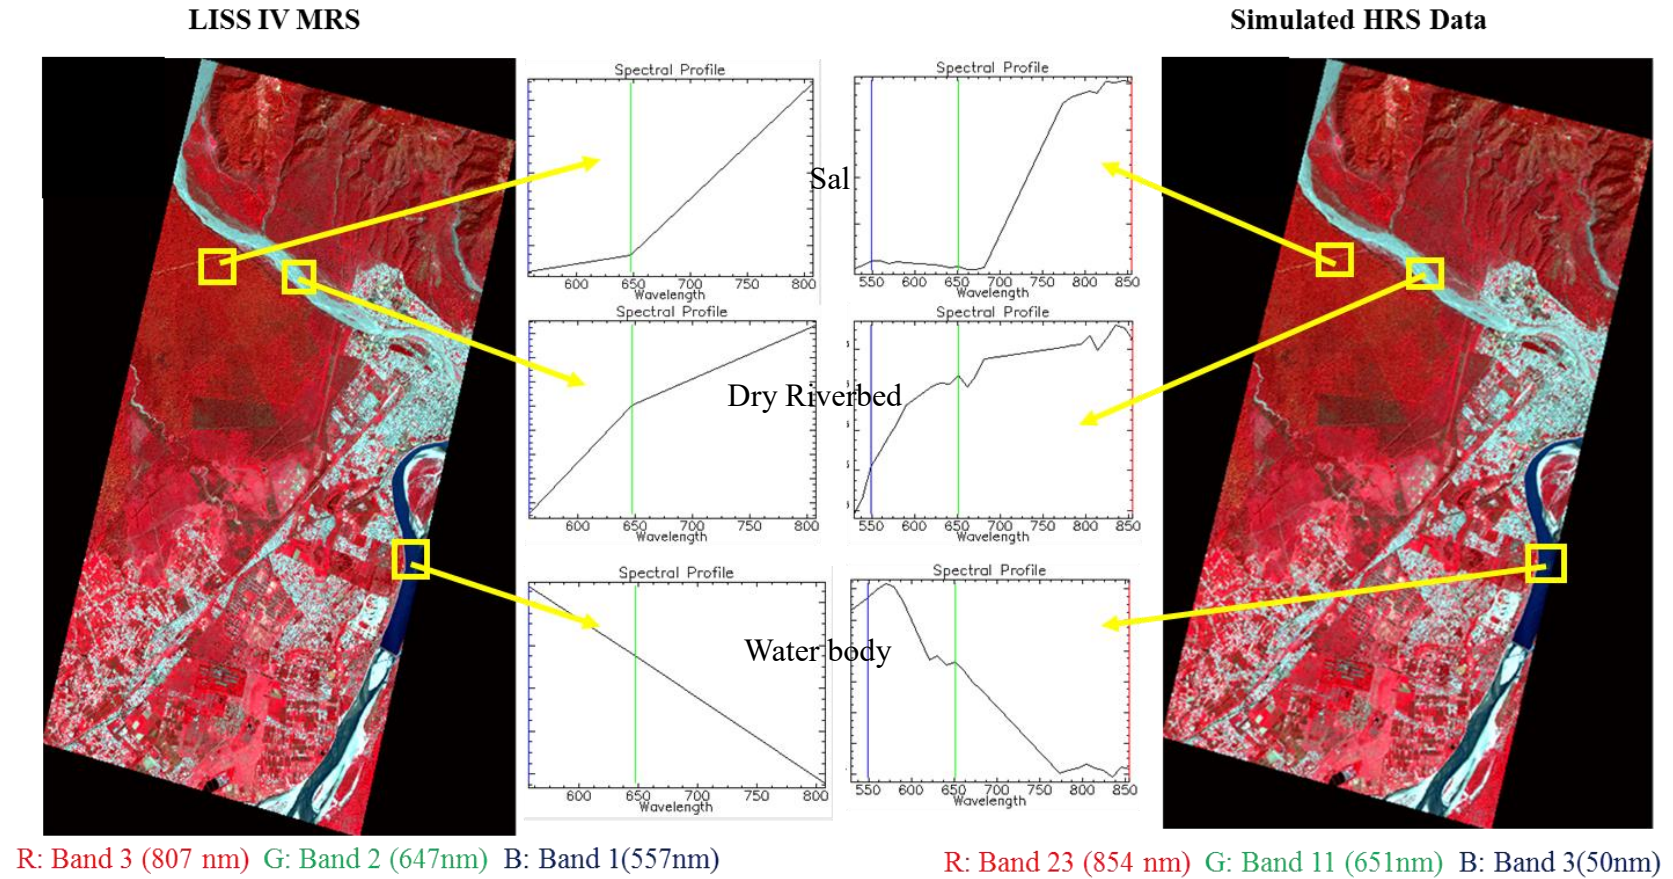 LISS IV MRS
Simulated HRS Data
Spectral Profile
600 650 700 750 800
Wavelength
Spectral Profile
550 600 650 700 750 800 850
Wavelength
Sal
Spectral Profile
600 650 700 750 800
Wavelength
Spectral Profile
550 600 650 700 750 800 850
Wavelength
Dry Riverbed
Spectral Profile
600 650 700 750 800
Wavelength
Spectral Profile
550 600 650 700 750 800 850
Wavelength
Water body
R: Band 3 (807 nm) G: Band 2 (647nm) B: Band 1(557nm)
R: Band 23 (854 nm) G: Band 11 (651nm) B: Band 3(50nm)